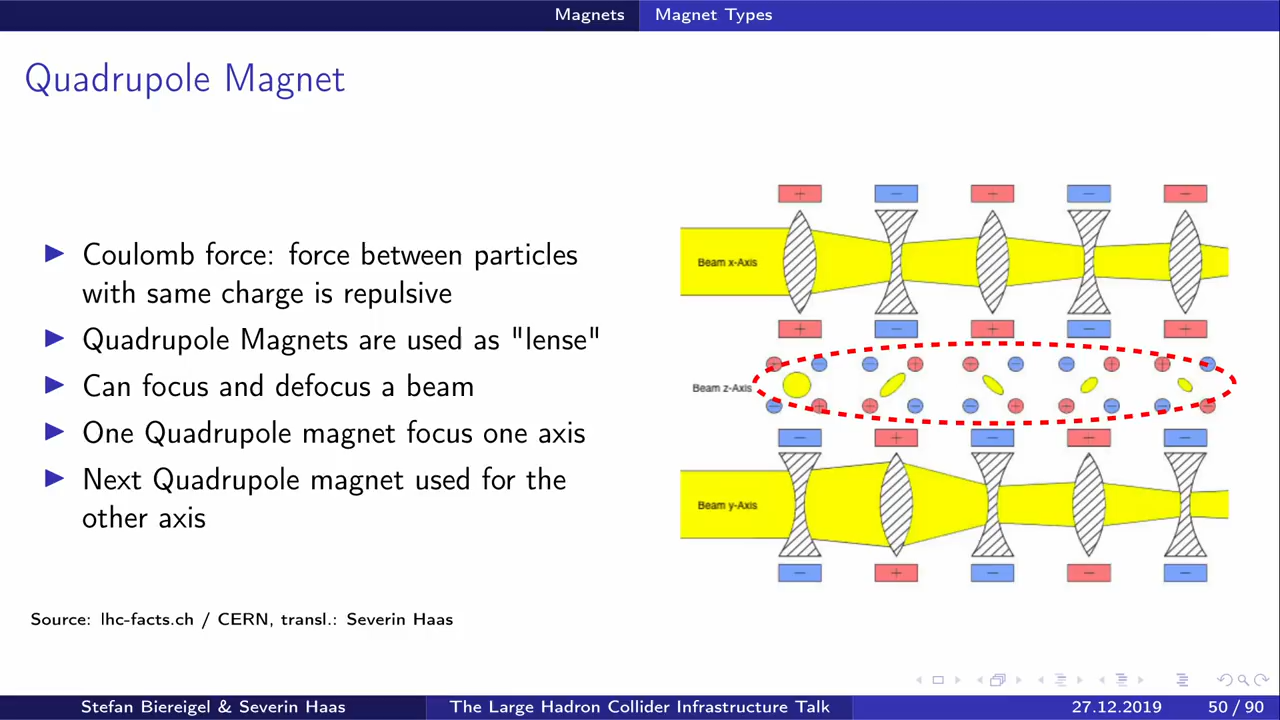 Magnets Magnet Types
Quadrupole Magnet
Coulomb force: force between particles
with same charge is repulsive
Quadrupole Magnets are used as "lense"
Can focus and defocus a beam
One Quadrupole magnet focus one axis
Next Quadrupole magnet used for the
other axis
Source: lhc-facts.ch / CERN, transl.: Severin Haas
+ − + − +
Beam x-Axis
+ − + − +
+ − − + + − − + + −
Beam z-Axis
− + + − − + + − − +
− + − + −
Beam y-Axis
− + − + −
Stefan Biereigel & Severin Haas The Large Hadron Collider Infrastructure Talk 27.12.2019 50 / 90